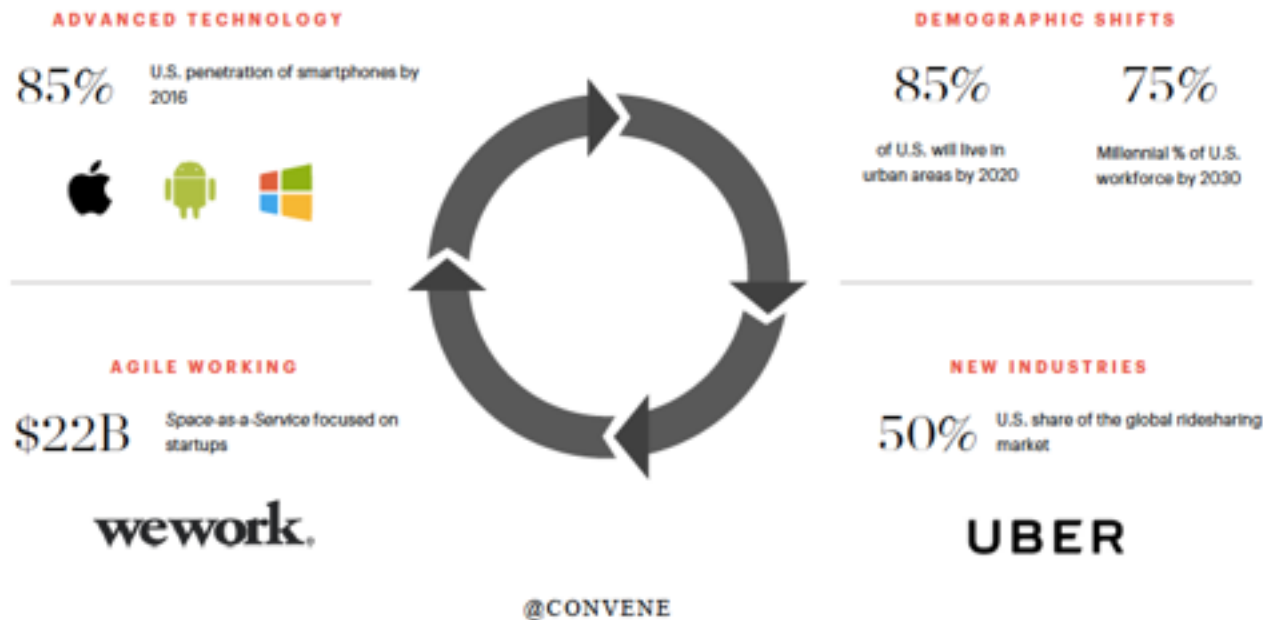 ADVANCED TECHNOLOGY
85%
U.S. penetration of smartphones by
2016
DEMOGRAPHIC SHIFTS
85%
of U.S. will live in
urban areas by 2020
75%
Millennial % of U.S.
workforce by 2030
AGILE WORKING
$22B
Space-as-a-Service focused on
startups
wework®
NEW INDUSTRIES
50%
U.S. share of the global ridesharing
market
UBER
@CONVENE